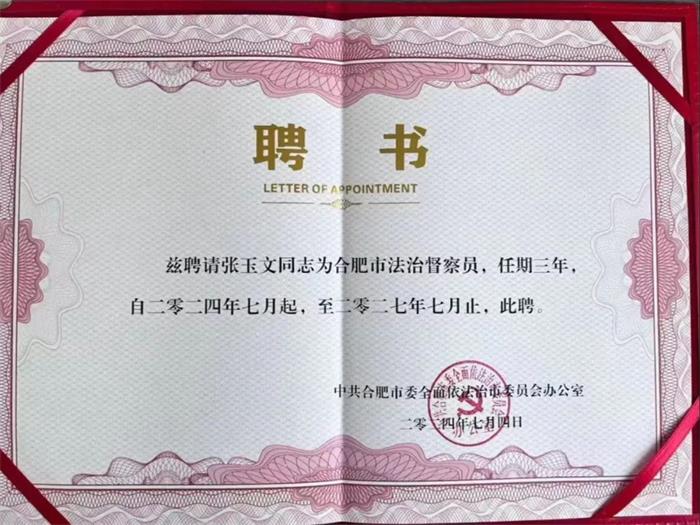 聘书
LETTER OF APPOINTMENT
兹聘请张玉文同志为合肥市法治督察员，任期三年，
自二零二四年七月起，至二零二七年七月止，此聘。
中共合肥市委全面依法治市委员会办公室
二零二四年七月四日